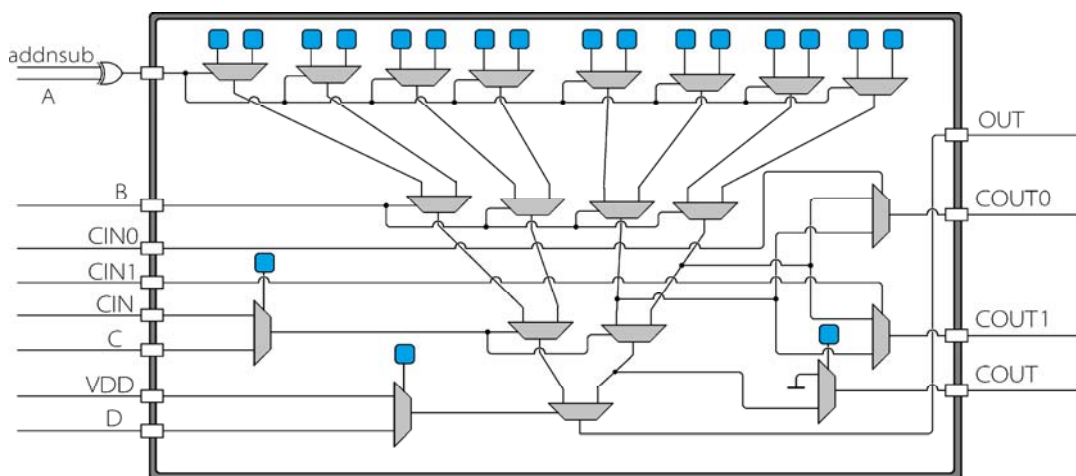 addnsub
A
B
CIN0
CIN1
CIN
C
VDD
D
OUT
COUT0
COUT1
COUT